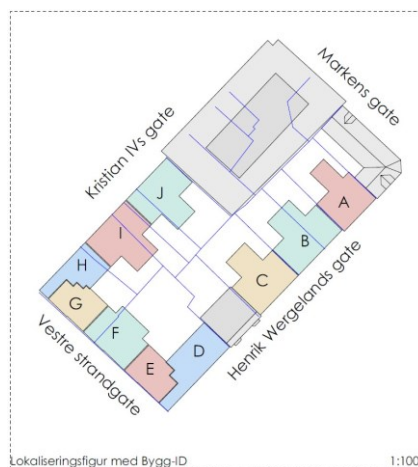 Markens gate
Kristian IVs gate
J
A
I
B
H
C
Henrik Wergelands gate
G
F
D
E
Vestre strandgate
Lokaliseringsfigur med Bygg-ID
1:100